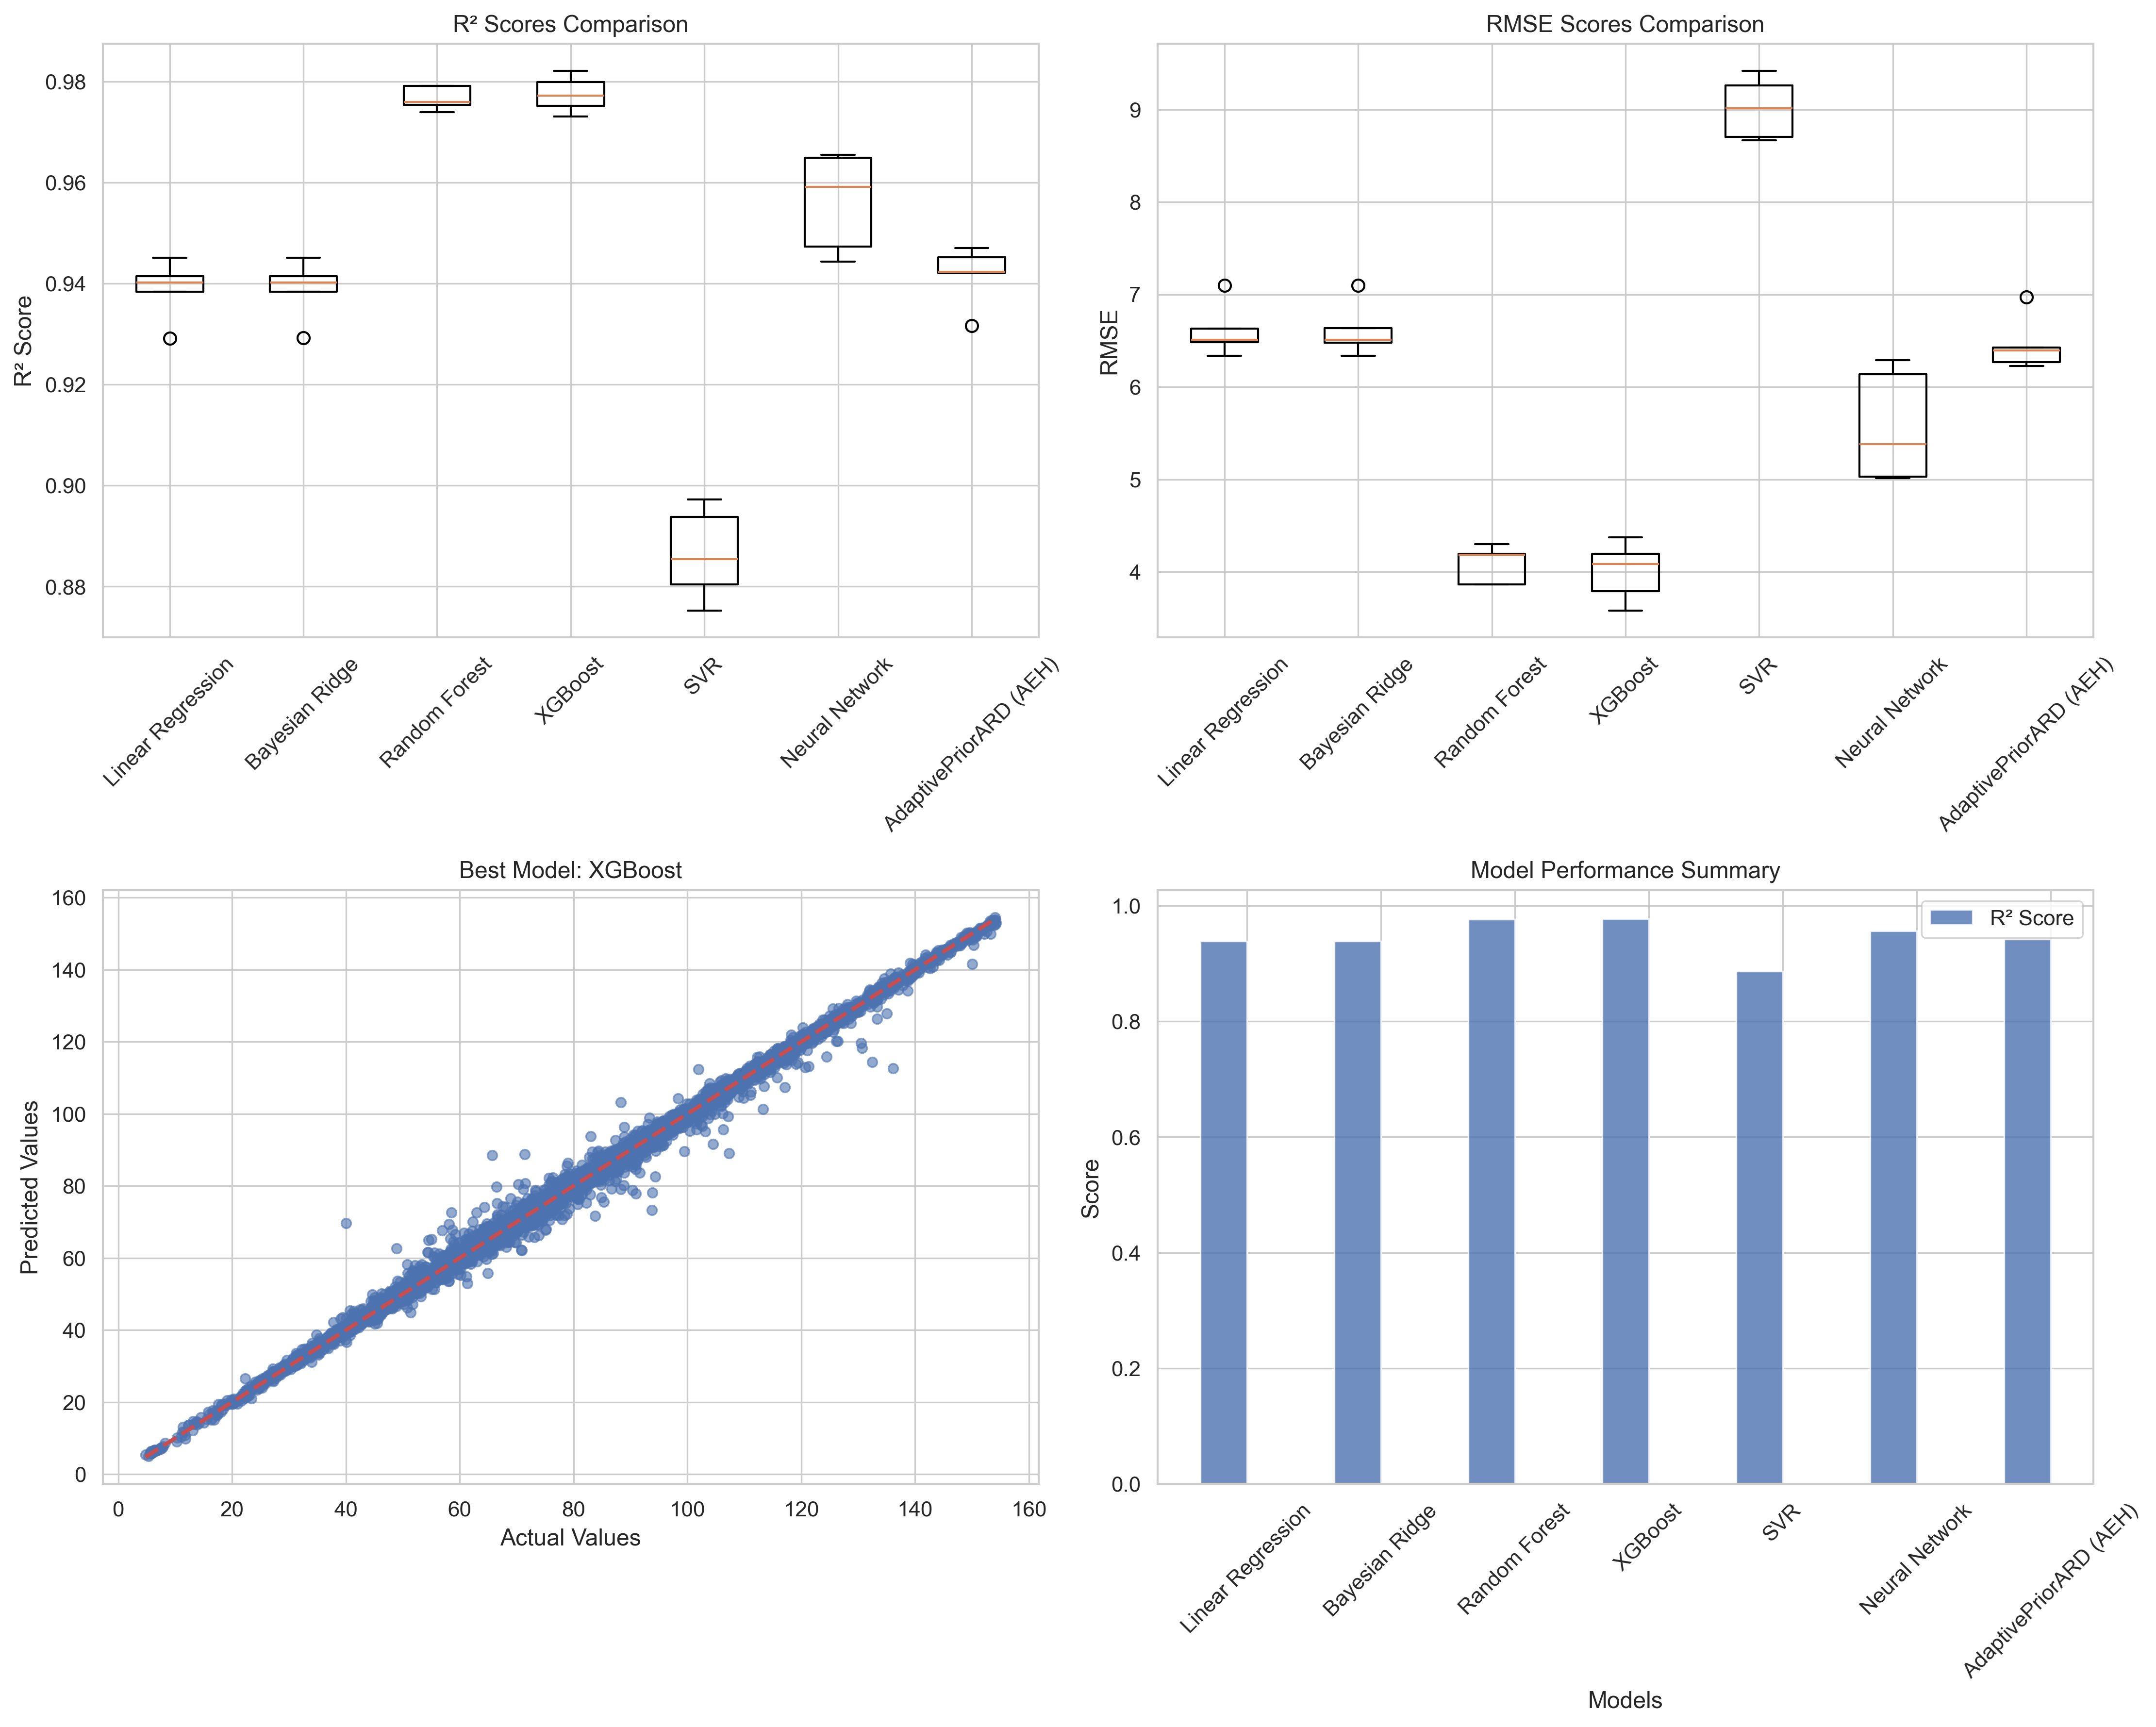 R² Scores Comparison
R² Score
0.98
0.96
0.94
0.92
0.90
0.88
Linear Regression
Bayesian Ridge
Random Forest
XGBoost
SVR
Neural Network
AdaptivePriorARD (AEH)
RMSE Scores Comparison
RMSE
9
8
7
6
5
4
Linear Regression
Bayesian Ridge
Random Forest
XGBoost
SVR
Neural Network
AdaptivePriorARD (AEH)
Best Model: XGBoost
Predicted Values
160
140
120
100
80
60
40
20
0
0
20
40
60
80
100
120
140
160
Actual Values
Model Performance Summary
R² Score
Score
1.0
0.8
0.6
0.4
0.2
0.0
Linear Regression
Bayesian Ridge
Random Forest
XGBoost
SVR
Neural Network
AdaptivePriorARD (AEH)
Models